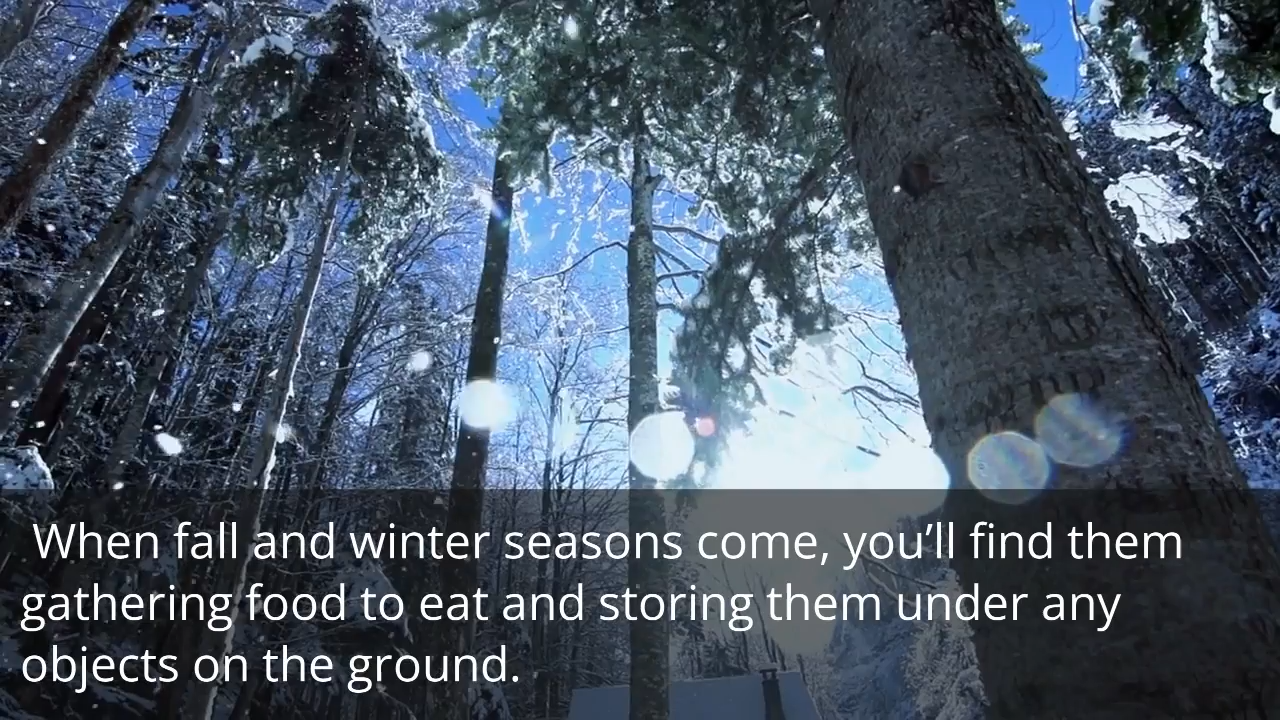 When fall and winter seasons come, you’ll find them
gathering food to eat and storing them under any
objects on the ground.